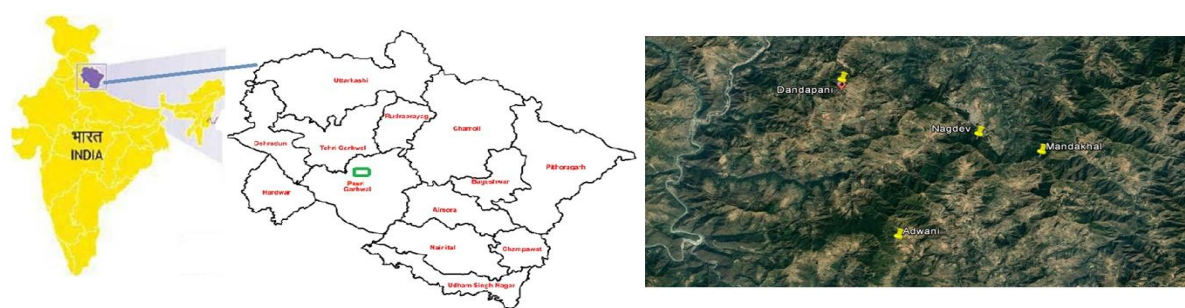 भारत
INDIA
Uttarkashi
Rudraprayag
Chamoli
Dehradun
Tehri Garhwal
Pithoragarh
Hardwar
Pauri
Garhwal
Bageshwar
Almora
Nainital
Champawat
Udham Singh Nagar
Dandapani
Nagdev
Mandakhal
Adwani